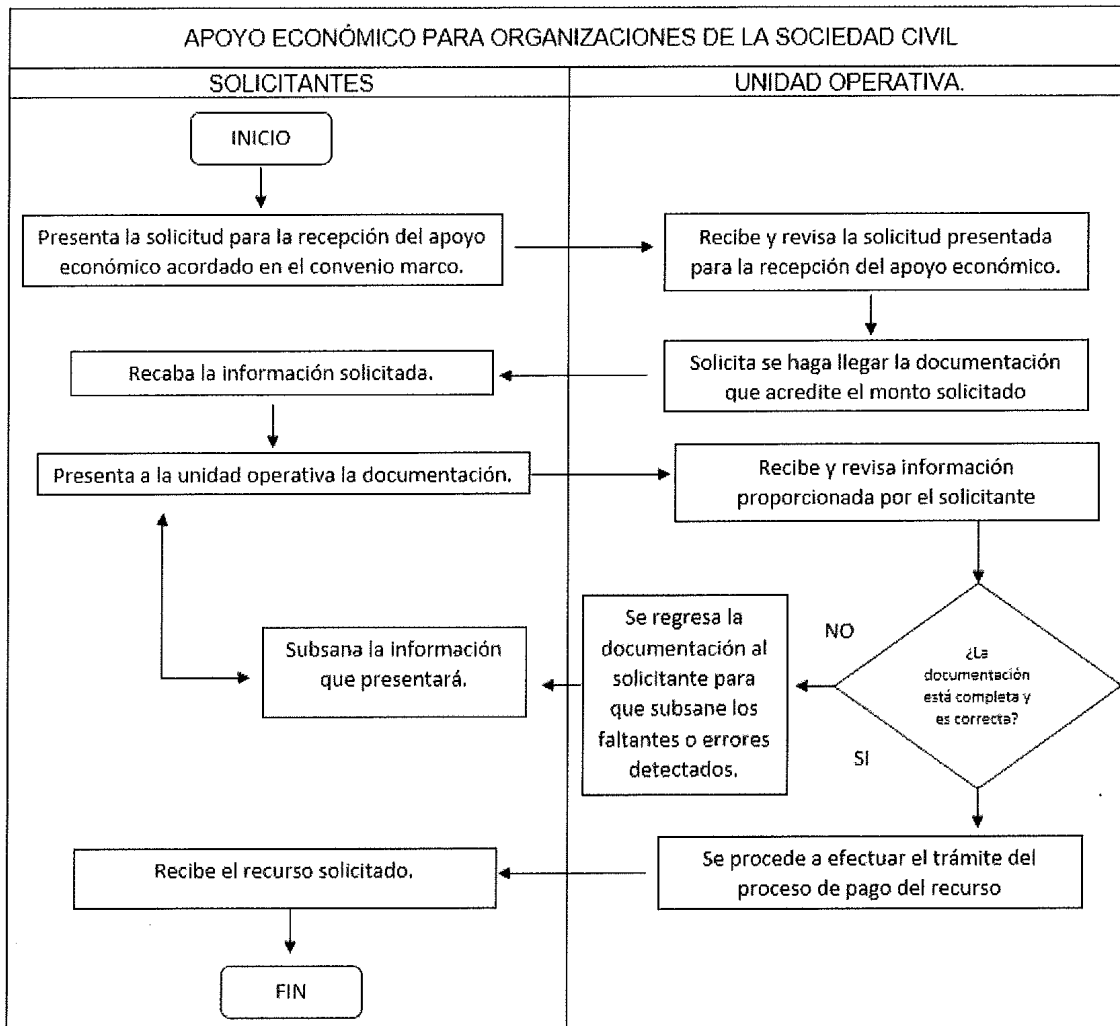 APOYO ECONÓMICO PARA ORGANIZACIONES DE LA SOCIEDAD CIVIL
SOLICITANTES
UNIDAD OPERATIVA.
INICIO
Presenta la solicitud para la recepción del apoyo
económico acordado en el convenio marco.
Recibe y revisa la solicitud presentada
para la recepción del apoyo económico.
Solicita se haga llegar la documentación
que acredite el monto solicitado
Recaba la información solicitada.
Presenta a la unidad operativa la documentación.
Recibe y revisa información
proporcionada por el solicitante
¿La
documentación
está completa y
es correcta?
NO
Se regresa la
documentación al
solicitante para
que subsane los
faltantes o errores
detectados.
Subsana la información
que presentará.
SI
Se procede a efectuar el trámite del
proceso de pago del recurso
Recibe el recurso solicitado.
FIN